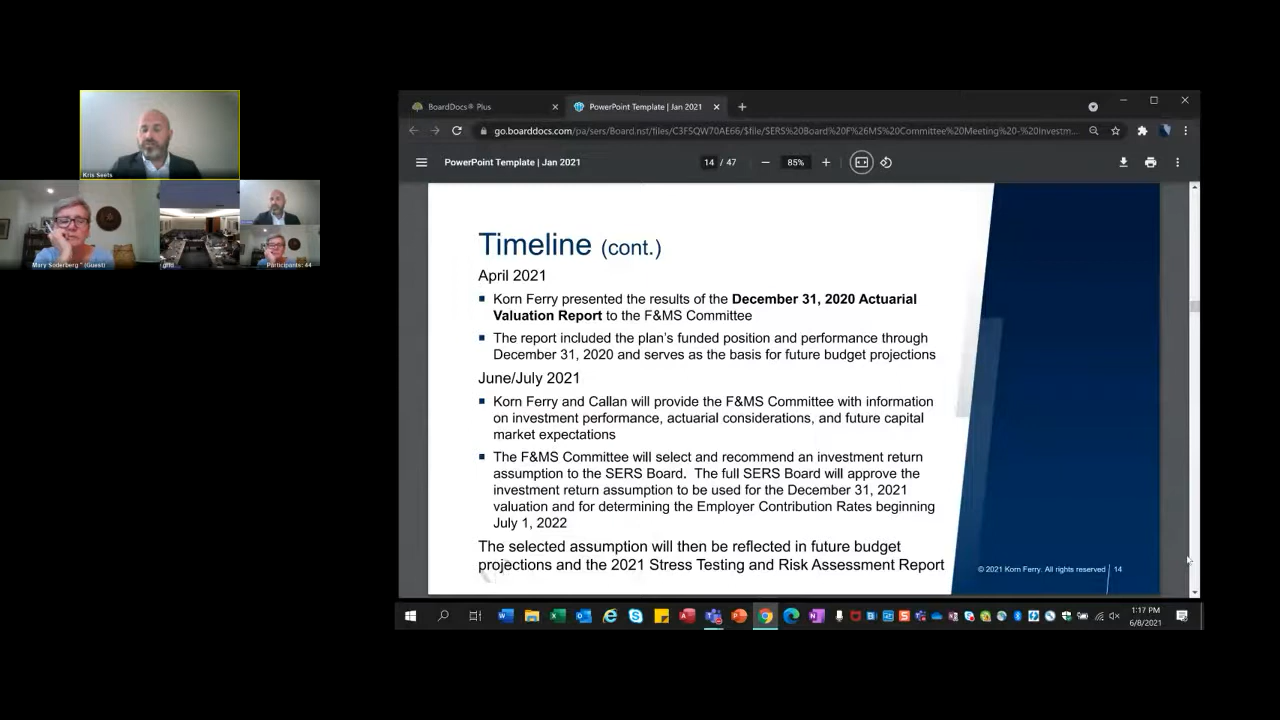 Kris Seets
Mary Soderberg " (Guest)
Participants: 44
BoardDocs® Plus
PowerPoint Template | Jan 2021
go.boarddocs.com/pa/sers/Board.nsf/files/C3F5QW70AE66/$file/SERS%20Board%20F%26MS%20Committee%20Meeting%20-%20Investm...
PowerPoint Template | Jan 2021
14 / 47
85%
Timeline (cont.)
April 2021
Korn Ferry presented the results of the December 31, 2020 Actuarial
Valuation Report to the F&MS Committee
The report included the plan's funded position and performance through
December 31, 2020 and serves as the basis for future budget projections
June/July 2021
Korn Ferry and Callan will provide the F&MS Committee with information
on investment performance, actuarial considerations, and future capital
market expectations
The F&MS Committee will select and recommend an investment return
assumption to the SERS Board. The full SERS Board will approve the
investment return assumption to be used for the December 31, 2021
valuation and for determining the Employer Contribution Rates beginning
July 1, 2022
The selected assumption will then be reflected in future budget
projections and the 2021 Stress Testing and Risk Assessment Report
© 2021 Korn Ferry. All rights reserved
14
1:17 PM
6/8/2021